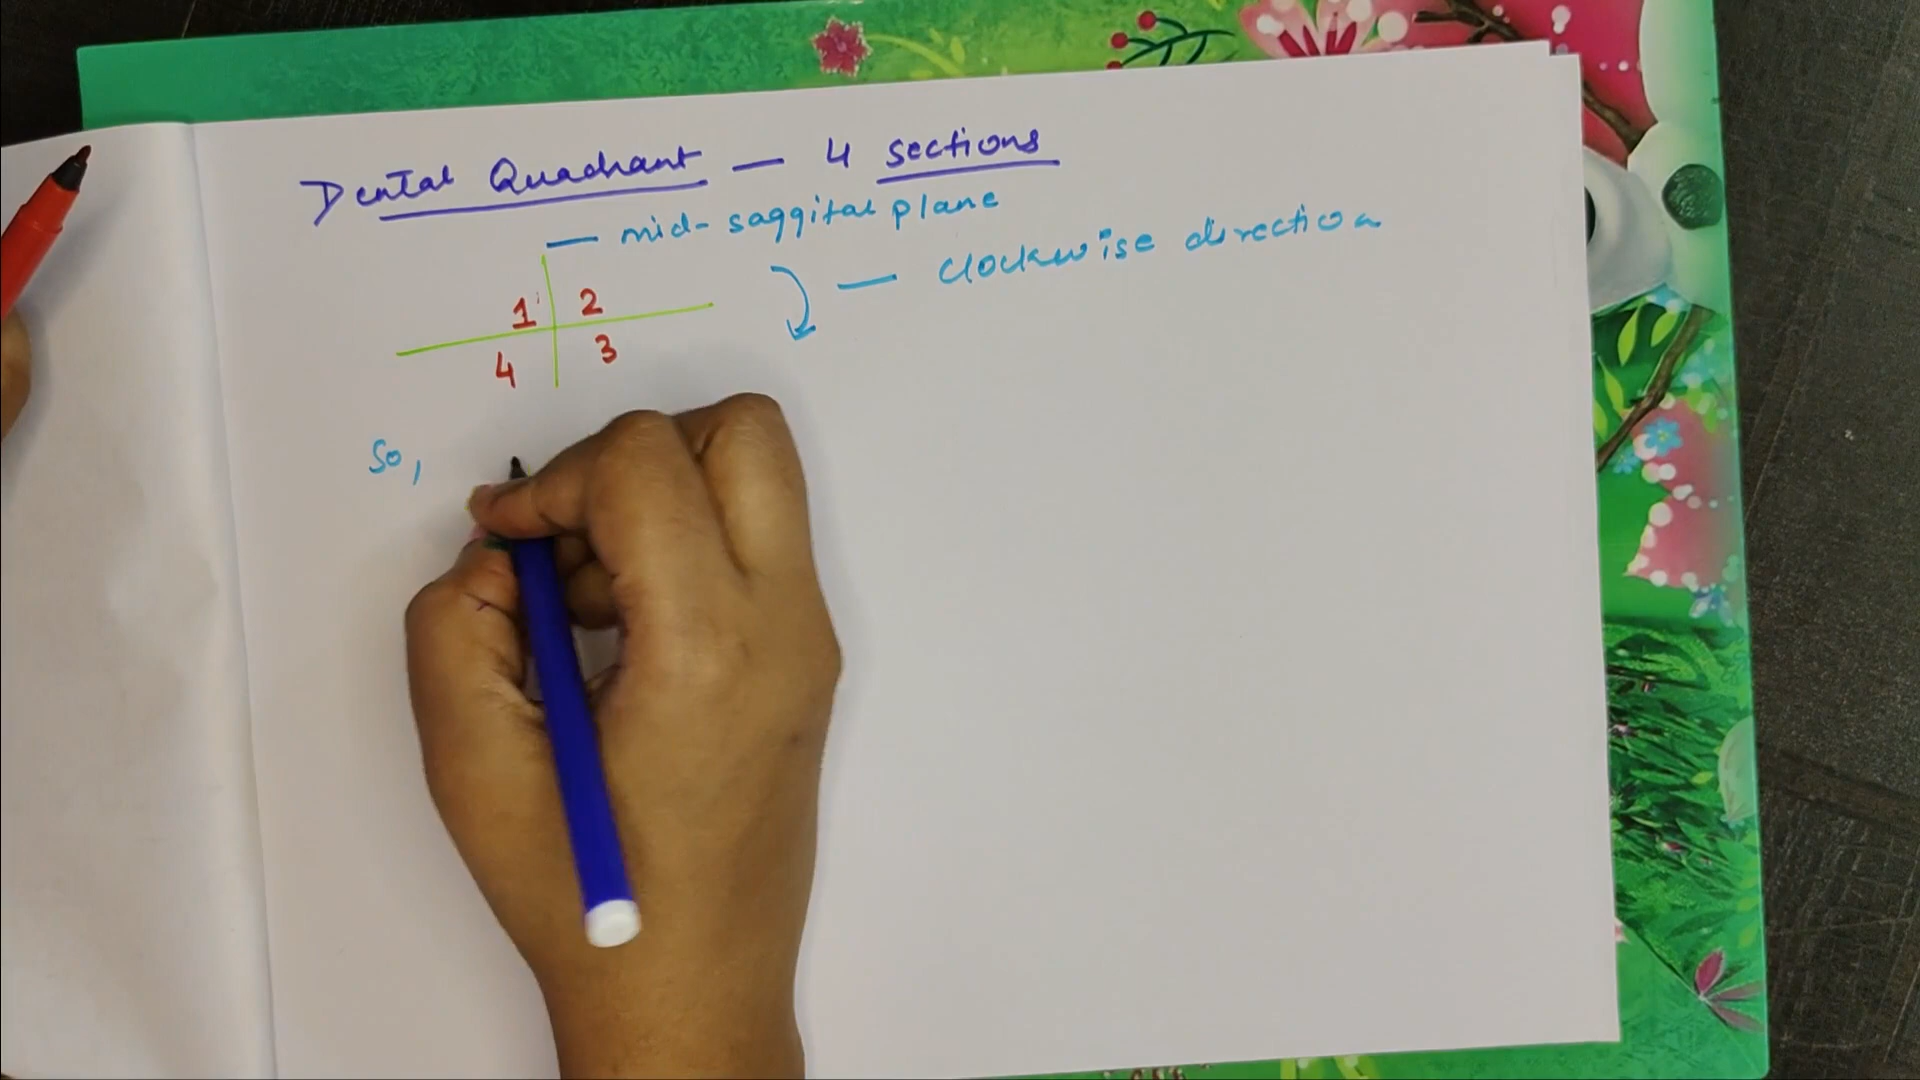 Dental Quadrant — 4 sections
— mid-saggital plane
— clockwise direction
1 2
4 3
So,